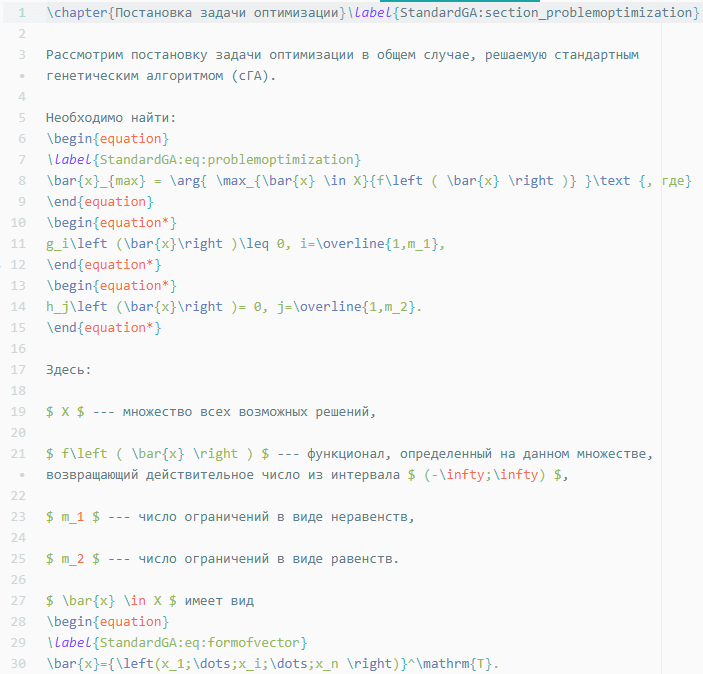 1 \chapter{Постановка задачи оптимизации}\label{StandardGA:section_problemoptimization}
2
3 Рассмотрим постановку задачи оптимизации в общем случае, решаемую стандартным
• генетическим алгоритмом (сГА).
4
5 Необходимо найти:
6 \begin{equation}
7 \label{StandardGA:eq:problemoptimization}
8 \bar{x}_{max} = \arg{ \max_{\bar{x} \in X}{f\left ( \bar{x} \right )} }\text {, где}
9 \end{equation}
10 \begin{equation*}
11 g_i\left (\bar{x}\right )\leq 0, i=\overline{1,m_1},
12 \end{equation*}
13 \begin{equation*}
14 h_j\left (\bar{x}\right )= 0, j=\overline{1,m_2}.
15 \end{equation*}
16
17 Здесь:
18
19 $ X $ --- множество всех возможных решений,
20
21 $ f\left ( \bar{x} \right ) $ --- функционал, определенный на данном множестве,
• возвращающий действительное число из интервала $ (-\infty;\infty) $,
22
23 $ m_1 $ --- число ограничений в виде неравенств,
24
25 $ m_2 $ --- число ограничений в виде равенств.
26
27 $ \bar{x} \in X $ имеет вид
28 \begin{equation}
29 \label{StandardGA:eq:formofvector}
30 \bar{x}={\left(x_1;\dots;x_i;\dots;x_n \right)}^\mathrm{T}.